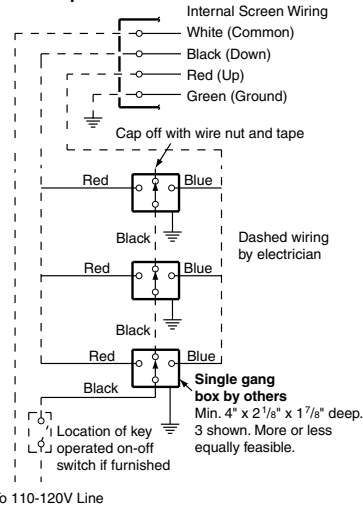 Internal Screen Wiring
White (Common)
Black (Down)
Red (Up)
Green (Ground)
Cap off with wire nut and tape
Red Blue
Black
Dashed wiring
by electrician
Red Blue
Black
Red Blue
Black
Single gang
box by others
Min. 4" x 2 1/8" x 1 7/8" deep.
3 shown. More or less
equally feasible.
Location of key
operated on-off
switch if furnished
o 110-120V Line